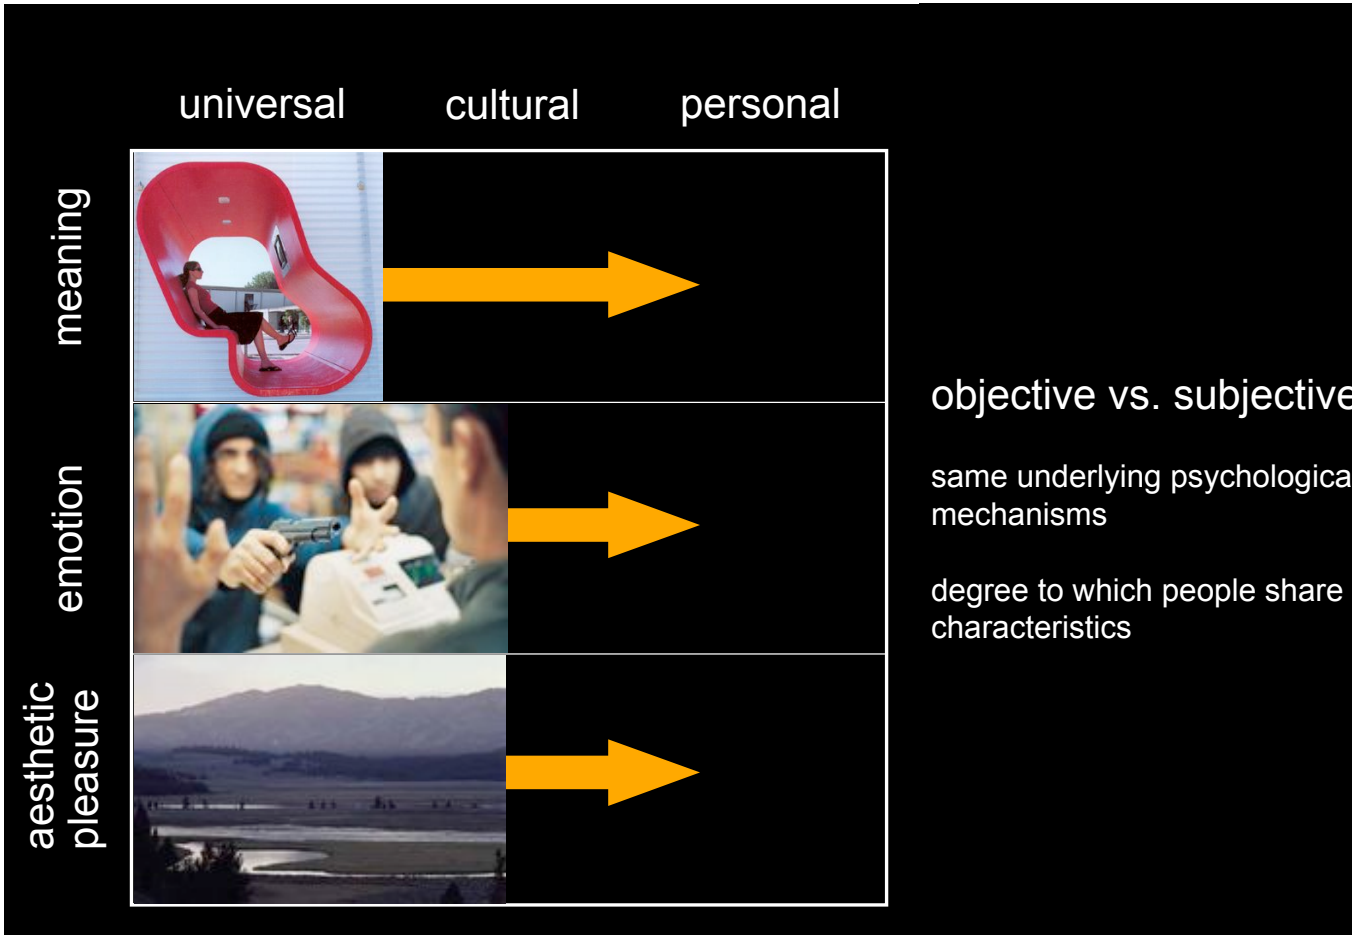 universal cultural personal
meaning
emotion
aesthetic
pleasure
objective vs. subjective
same underlying psychologica
mechanisms
degree to which people share
characteristics